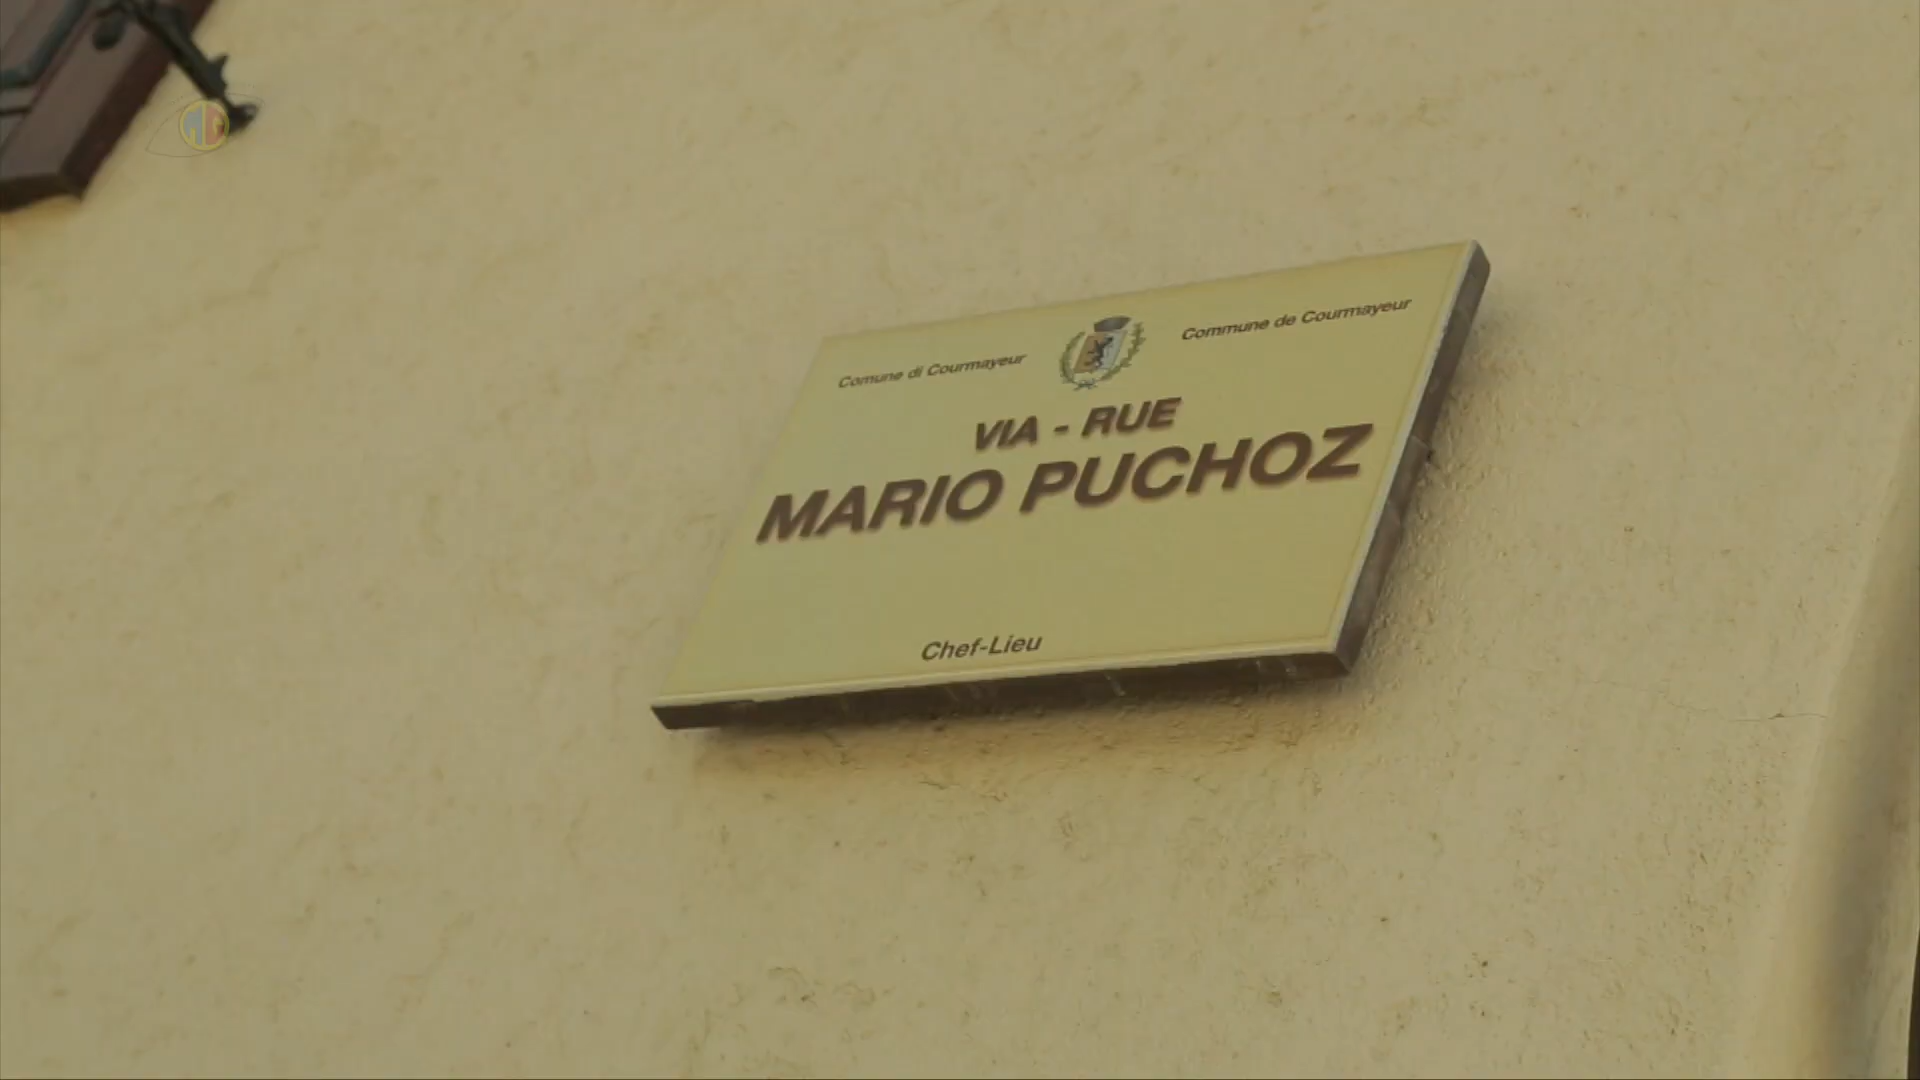 Comune di Courmayeur Commune de Courmayeur
VIA - RUE
MARIO PUCHOZ
Chef-Lieu